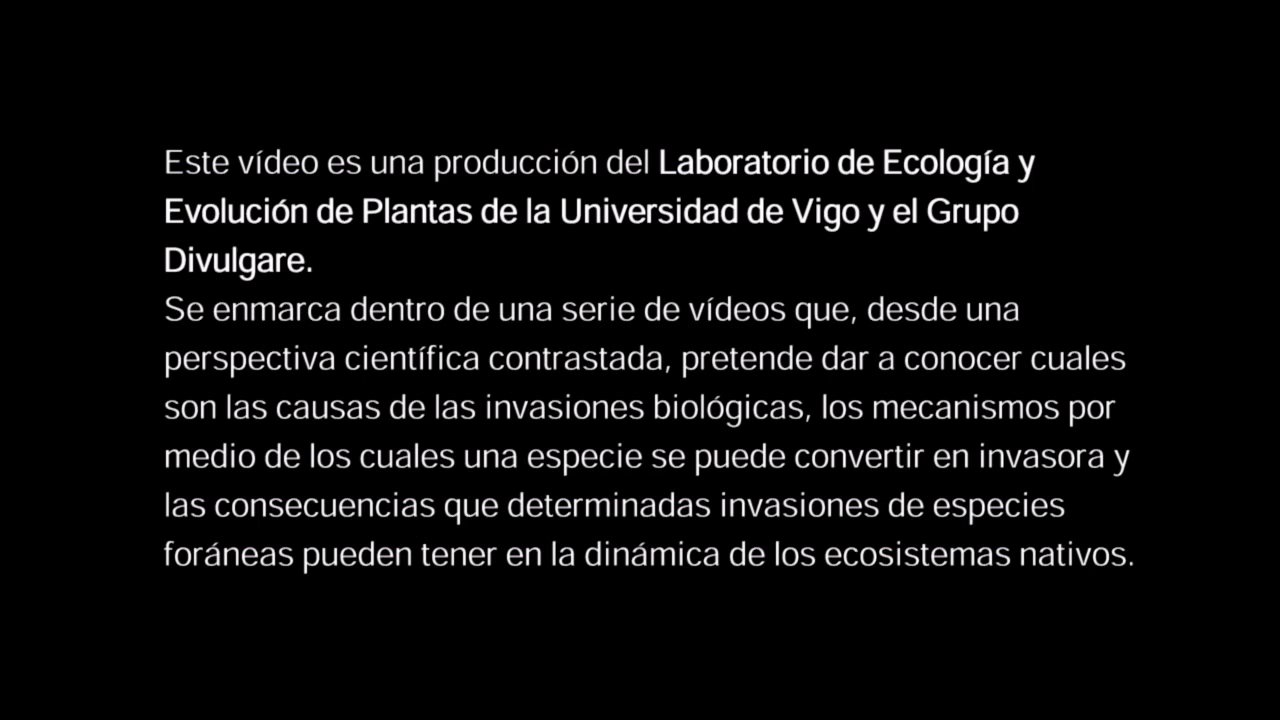 Este vídeo es una producción del Laboratorio de Ecología y
Evolución de Plantas de la Universidad de Vigo y el Grupo
Divulgare.
Se enmarca dentro de una serie de vídeos que, desde una
perspectiva científica contrastada, pretende dar a conocer cuales
son las causas de las invasiones biológicas, los mecanismos por
medio de los cuales una especie se puede convertir en invasora y
las consecuencias que determinadas invasiones de especies
foráneas pueden tener en la dinámica de los ecosistemas nativos.